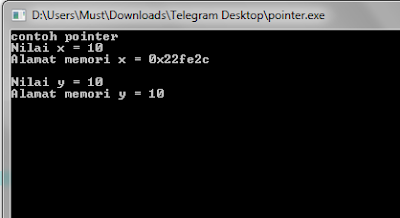 D:\Users\Must\Downloads\Telegram Desktop\pointer.exe
contoh pointer
Nilai x = 10
Alamat memori x = 0x22fe2c
Nilai y = 10
Alamat memori y = 10